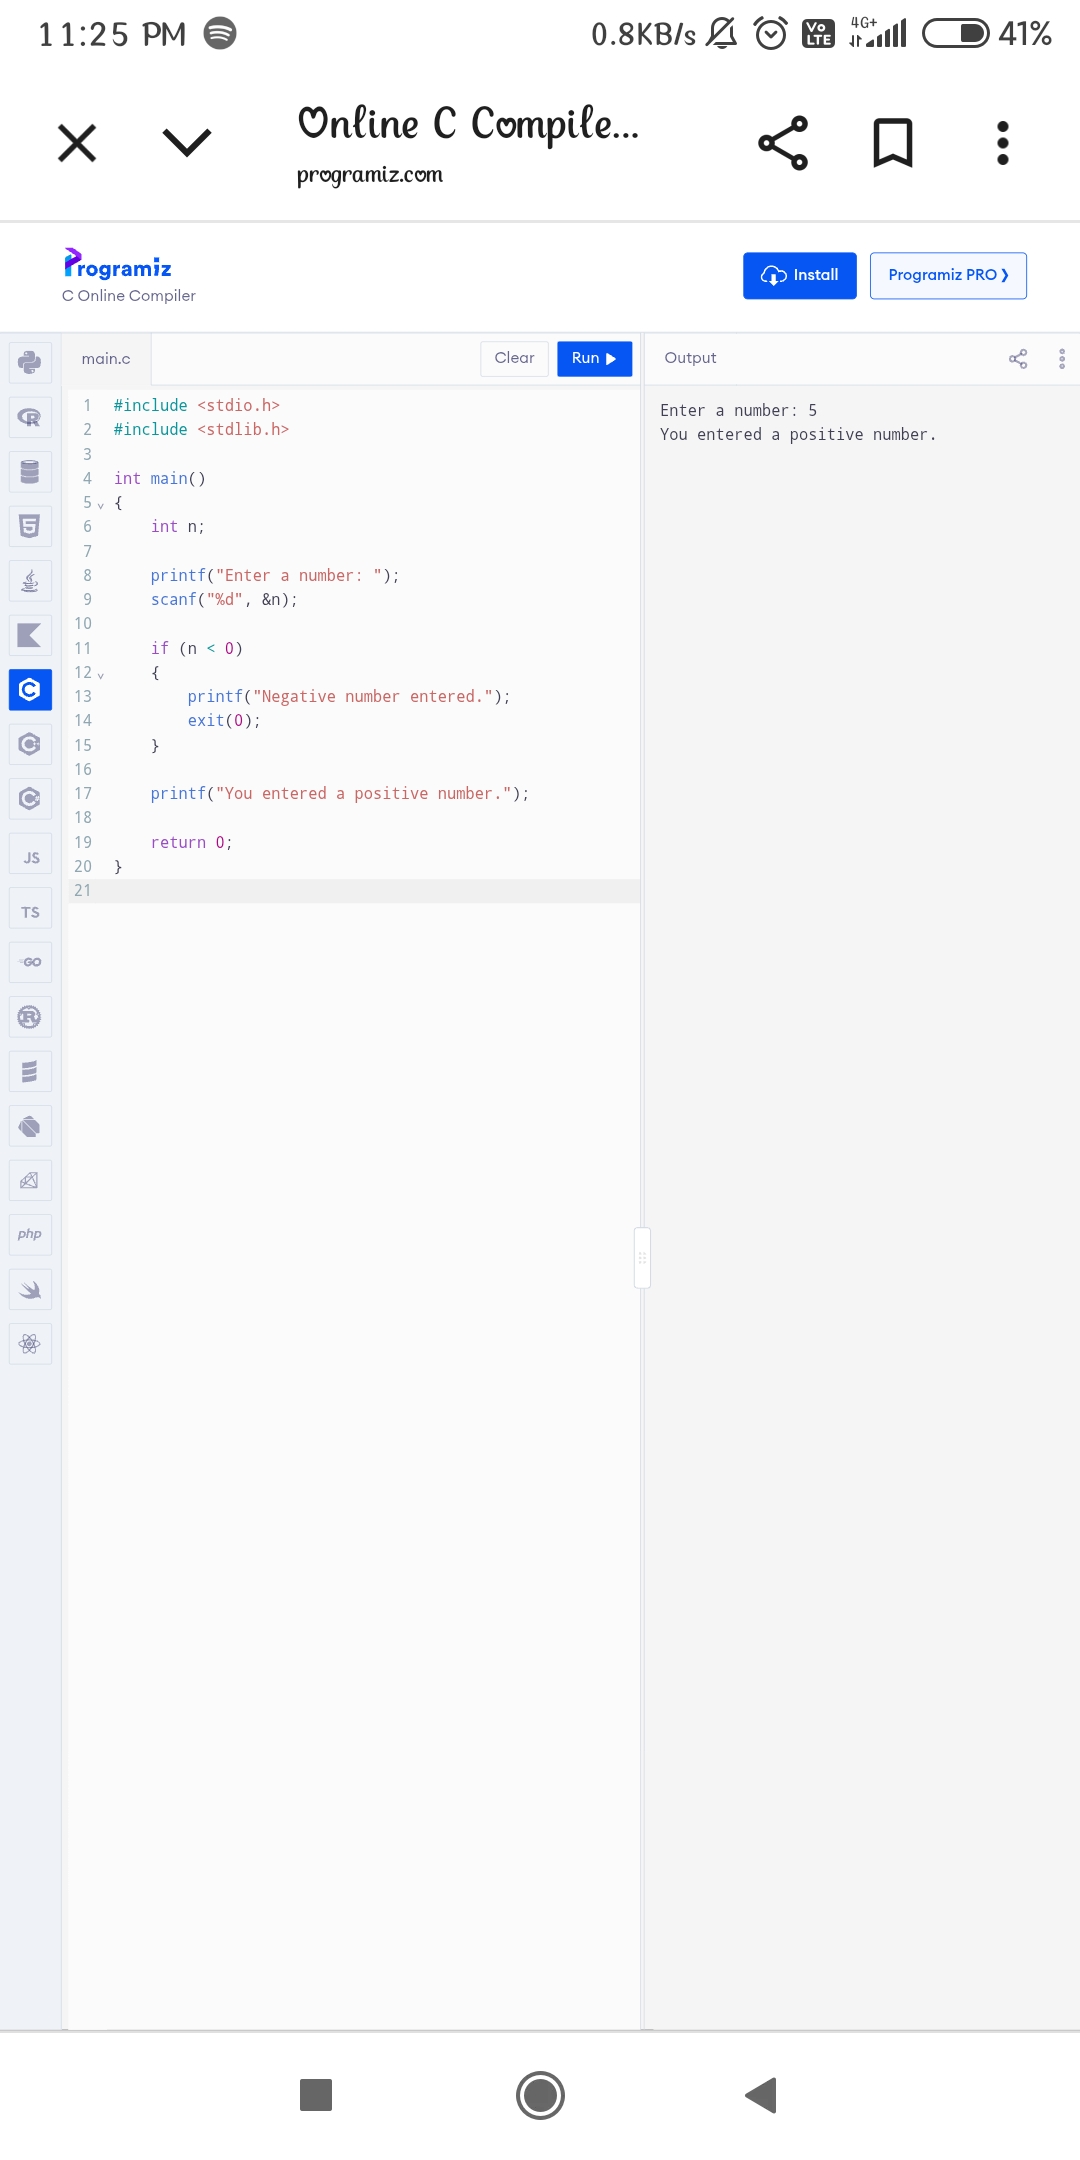 11:25 PM
0.8KB/s VoLTE 4G+ 41%
Online C Compile...
programiz.com
Programiz
C Online Compiler
Install
Programiz PRO ❯
main.c
Clear
Run
Output
1 #include <stdio.h>
2 #include <stdlib.h>
3
4 int main()
5 {
6     int n;
7
8     printf("Enter a number: ");
9     scanf("%d", &n);
10
11     if (n < 0)
12     {
13         printf("Negative number entered.");
14         exit(0);
15     }
16
17     printf("You entered a positive number.");
18
19     return 0;
20 }
21
Enter a number: 5
You entered a positive number.
R
5
C
C+
C#
JS
TS
GO
R
php